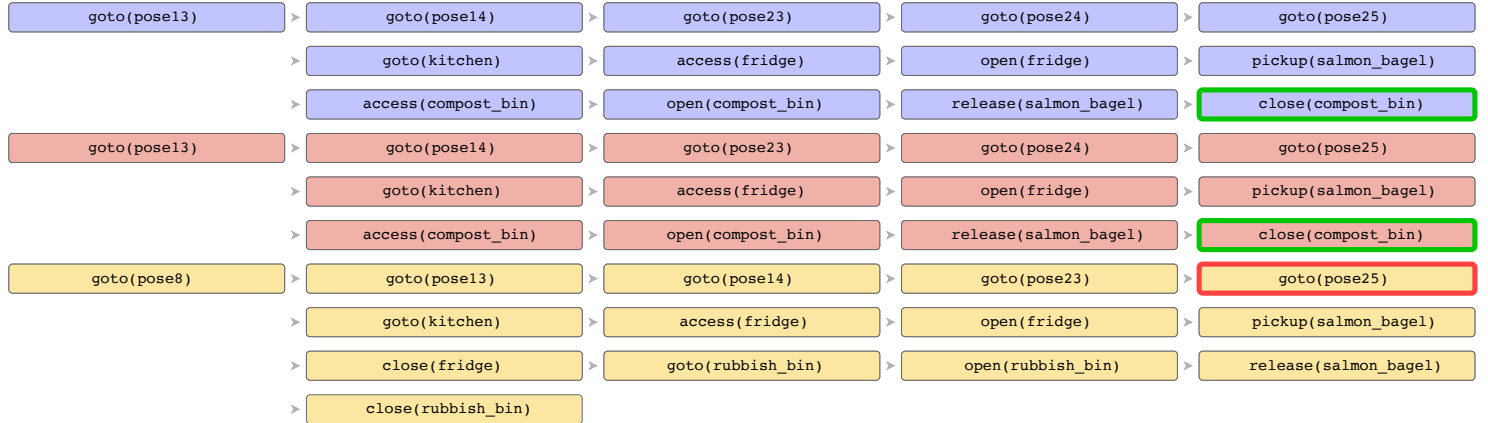 goto(pose13) goto(pose14) goto(pose23) goto(pose24) goto(pose25)
goto(kitchen) access(fridge) open(fridge) pickup(salmon_bagel)
access(compost_bin) open(compost_bin) release(salmon_bagel) close(compost_bin)
goto(pose13) goto(pose14) goto(pose23) goto(pose24) goto(pose25)
goto(kitchen) access(fridge) open(fridge) pickup(salmon_bagel)
access(compost_bin) open(compost_bin) release(salmon_bagel) close(compost_bin)
goto(pose8) goto(pose13) goto(pose14) goto(pose23) goto(pose25)
goto(kitchen) access(fridge) open(fridge) pickup(salmon_bagel)
close(fridge) goto(rubbish_bin) open(rubbish_bin) release(salmon_bagel)
close(rubbish_bin)